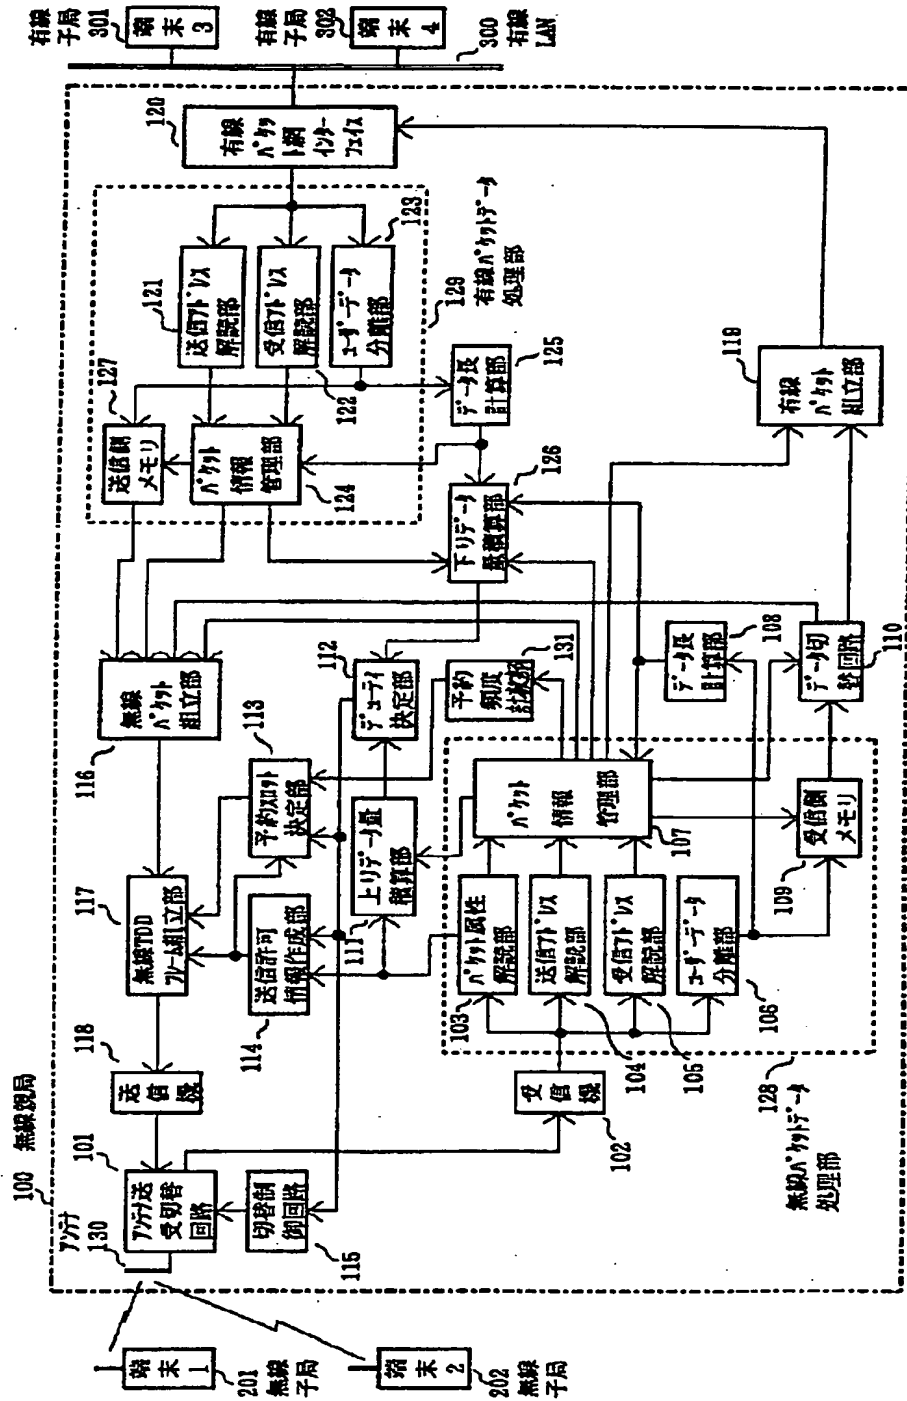 100 無線親局
アンテナ
130
101
アンテナ送
受切替
回路
118
送
信
機
117
無線TDD
フレーム組立部
116
無線
パケット
組立部
127
送信側
メモリ
121
送信アドレス
解読部
受信アドレス
解読部
122
ユーザーデータ
分離部
123
パケット
情報
管理部
124
129
有線パケットデータ
処理部
120
有線
パケッ
ト網
インター
フェイス
有線
子局
301
端
末
3
有線
子局
302
端
末
4
300
有線
LAN
切替制
御回路
115
送信許可
情報作成部
114
予約スロット
決定部
113
デューティ
決定部
112
上りデータ量
積算部
111
予約
頻度
計数部
131
データ長
計算部
125
下りデータ
量積算部
126
有線
パケット
組立部
119
受
信
機
102
パケット属性
解読部
103
送信アドレス
解読部
104
受信アドレス
解読部
105
ユーザーデータ
分離部
106
パケット
情報
管理部
107
データ長
計算部
108
受信側
メモリ
109
データ切
替回路
110
128
無線パケットデータ
処理部
端
末
1
201
無線
子局
端
末
2
202
無線
子局